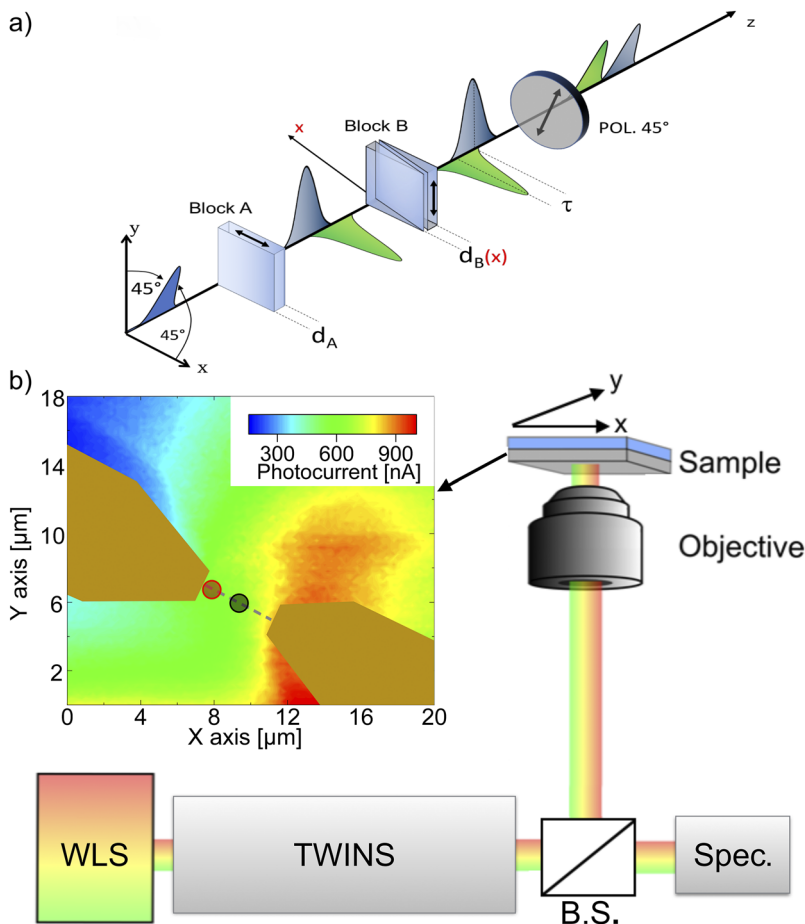 a)
z
Block B
x
POL. 45°
Block A
τ
y
d_B(x)
45°
45°
d_A
x
b)
18
14
10
6
2
Y axis [µm]
300 600 900
Photocurrent [nA]
0 4 8 12 16 20
X axis [µm]
y
x
Sample
Objective
WLS
TWINS
Spec.
B.S.